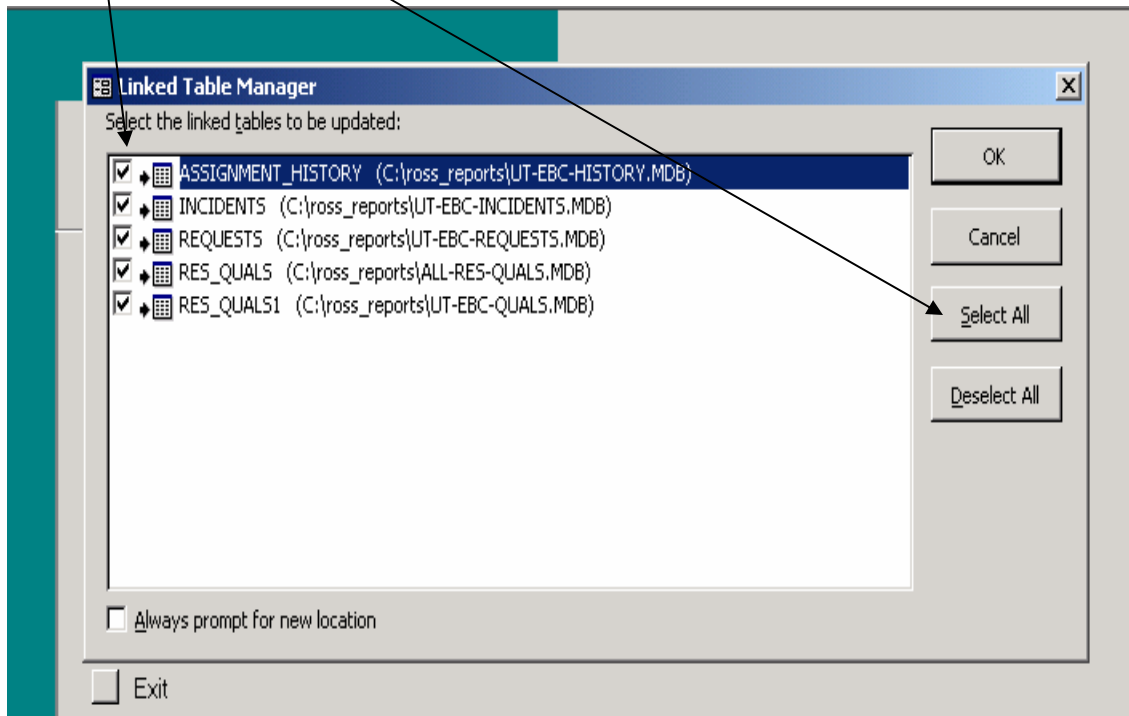 Linked Table Manager
Select the linked tables to be updated:
ASSIGNMENT_HISTORY (C:\ross_reports\UT-EBC-HISTORY.MDB)
INCIDENTS (C:\ross_reports\UT-EBC-INCIDENTS.MDB)
REQUESTS (C:\ross_reports\UT-EBC-REQUESTS.MDB)
RES_QUALS (C:\ross_reports\ALL-RES-QUALS.MDB)
RES_QUALS1 (C:\ross_reports\UT-EBC-QUALS.MDB)
OK
Cancel
Select All
Deselect All
Always prompt for new location
Exit